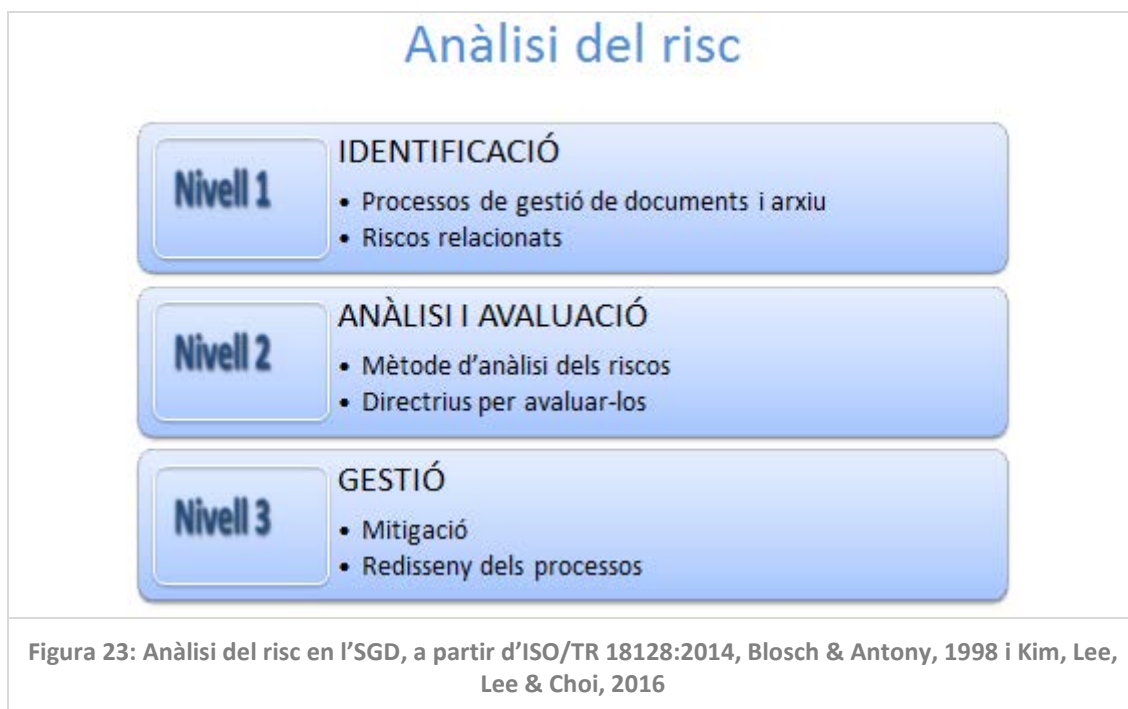 Anàlisi del risc
Nivell 1
IDENTIFICACIÓ
• Processos de gestió de documents i arxiu
• Riscos relacionats
Nivell 2
ANÀLISI I AVALUACIÓ
• Mètode d'anàlisi dels riscos
• Directrius per avaluar-los
Nivell 3
GESTIÓ
• Mitigació
• Redisseny dels processos
Figura 23: Anàlisi del risc en l’SGD, a partir d’ISO/TR 18128:2014, Blosch & Antony, 1998 i Kim, Lee,
Lee & Choi, 2016